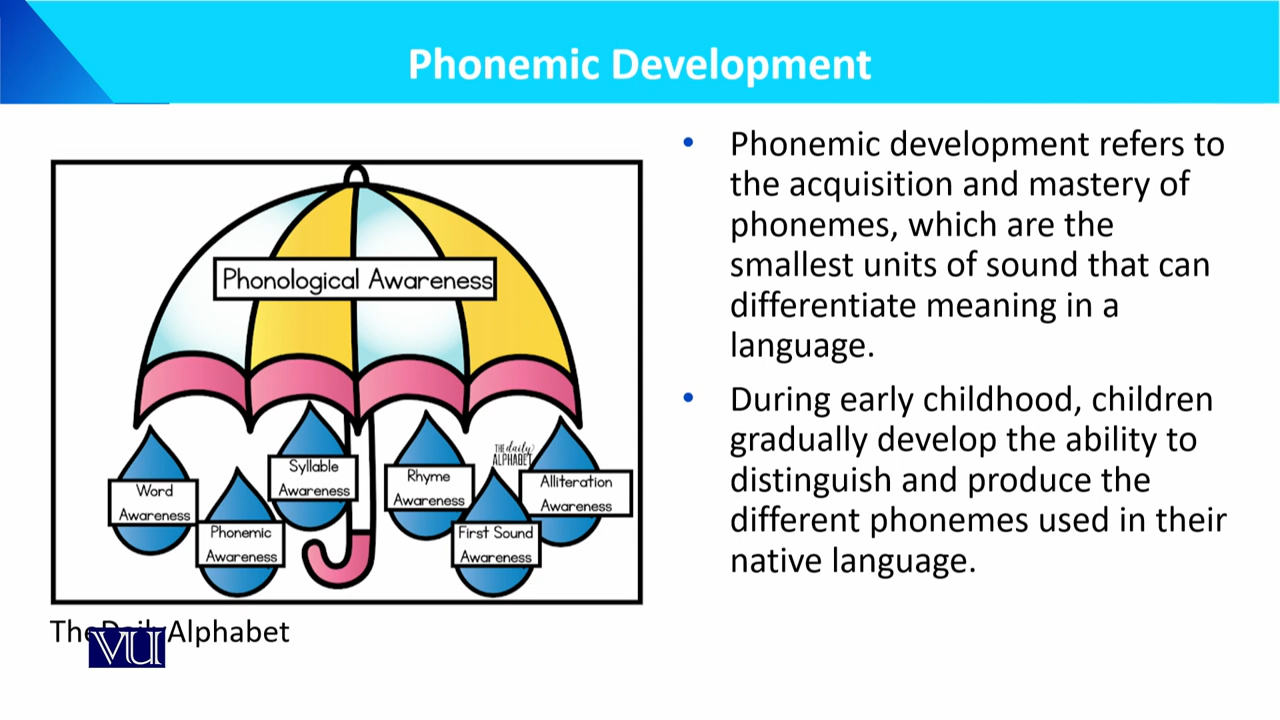 Phonemic Development
Phonological Awareness
Word
Awareness
Phonemic
Awareness
Syllable
Awareness
Rhyme
Awareness
THE daily
ALPHABET
First Sound
Awareness
Alliteration
Awareness
The Daily Alphabet
VU
• Phonemic development refers to
the acquisition and mastery of
phonemes, which are the
smallest units of sound that can
differentiate meaning in a
language.
• During early childhood, children
gradually develop the ability to
distinguish and produce the
different phonemes used in their
native language.